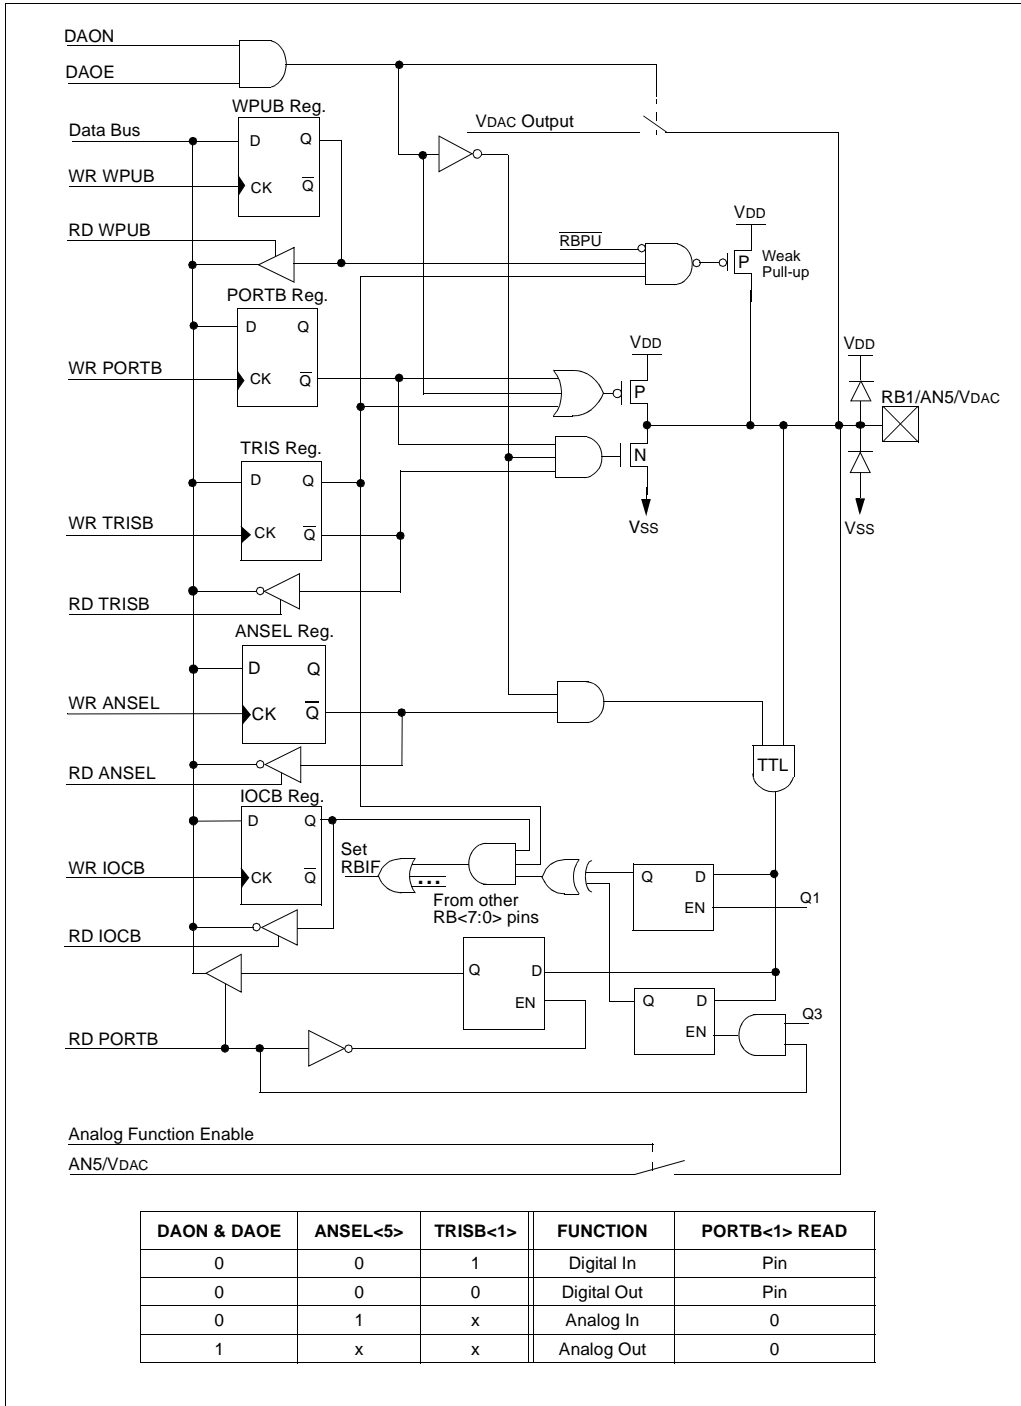 DAON
DAOE
WPUB Reg.
VDAC Output
Data Bus
D Q
WR WPUB
CK Q̅
RD WPUB
R̅B̅P̅U̅
VDD
P
Weak
Pull-up
PORTB Reg.
D Q
WR PORTB
CK Q̅
VDD
P
VDD
RB1/AN5/VDAC
TRIS Reg.
N
D Q
WR TRISB
CK Q̅
VSS
VSS
RD TRISB
ANSEL Reg.
D Q
WR ANSEL
CK Q̅
RD ANSEL
TTL
IOCB Reg.
D Q
Set
RBIF
WR IOCB
CK Q̅
...
From other
RB<7:0> pins
Q D
EN
Q1
RD IOCB
Q D
EN
Q D
EN
Q3
RD PORTB
Analog Function Enable
AN5/VDAC
DAON & DAOE ANSEL<5> TRISB<1> FUNCTION PORTB<1> READ
0 0 1 Digital In Pin
0 0 0 Digital Out Pin
0 1 x Analog In 0
1 x x Analog Out 0